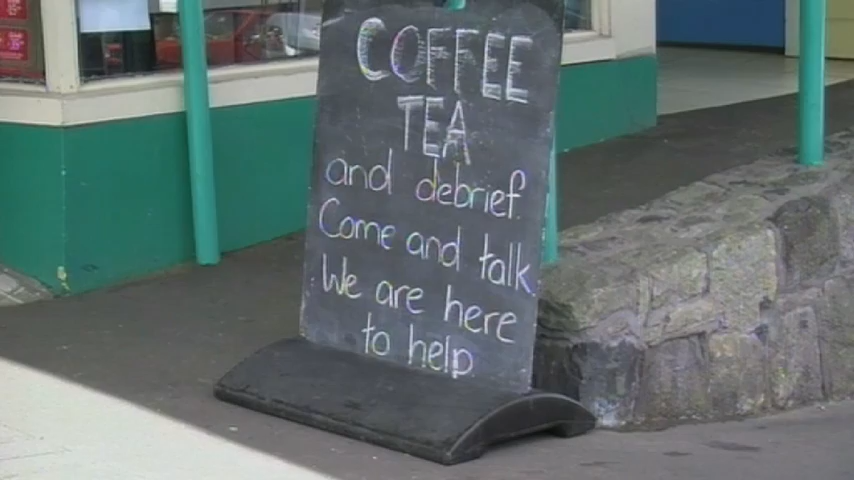 COFFEE
TEA
and debrief.
Come and talk
We are here
to help.